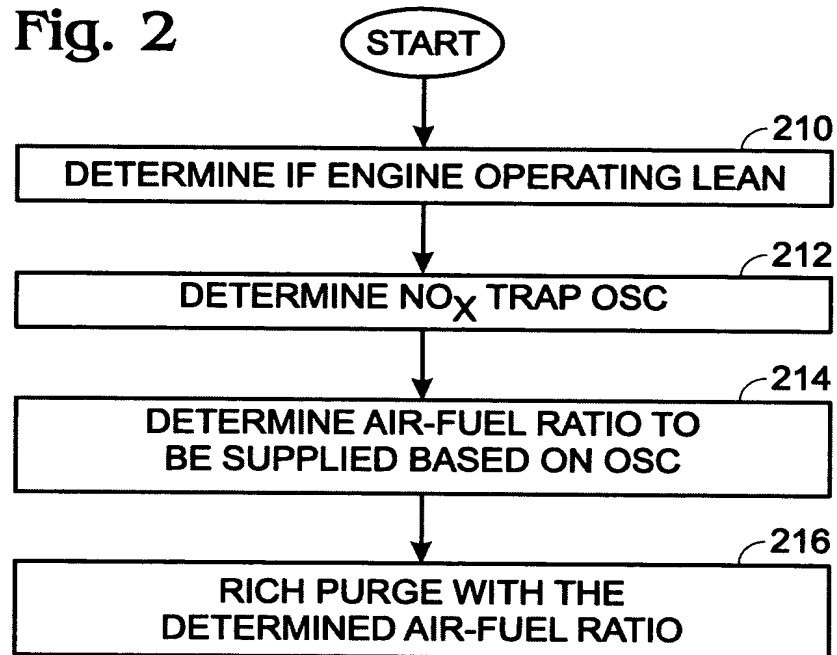 Fig. 2
START
210
DETERMINE IF ENGINE OPERATING LEAN
212
DETERMINE NOX TRAP OSC
214
DETERMINE AIR-FUEL RATIO TO
BE SUPPLIED BASED ON OSC
216
RICH PURGE WITH THE
DETERMINED AIR-FUEL RATIO